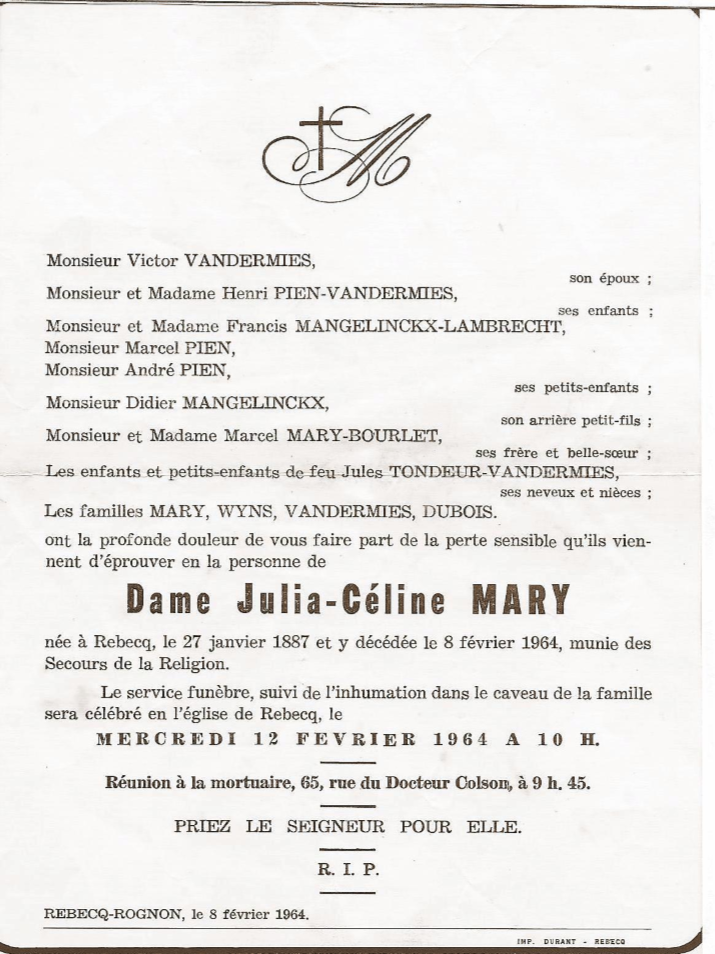 M
Monsieur Victor VANDERMIES,
son époux ;
Monsieur et Madame Henri PIEN-VANDERMIES,
ses enfants ;
Monsieur et Madame Francis MANGELINCKX-LAMBRECHT,
Monsieur Marcel PIEN,
Monsieur André PIEN,
ses petits-enfants ;
Monsieur Didier MANGELINCKX,
son arrière petit-fils ;
Monsieur et Madame Marcel MARY-BOURLET,
ses frère et belle-sœur ;
Les enfants et petits-enfants de feu Jules TONDEUR-VANDERMIES,
ses neveux et nièces ;
Les familles MARY, WYNS, VANDERMIES, DUBOIS.
ont la profonde douleur de vous faire part de la perte sensible qu'ils vien-
nent d'éprouver en la personne de
Dame Julia-Céline MARY
née à Rebecq, le 27 janvier 1887 et y décédée le 8 février 1964, munie des
Secours de la Religion.
Le service funèbre, suivi de l'inhumation dans le caveau de la famille
sera célébré en l'église de Rebecq, le
MERCREDI 12 FEVRIER 1964 A 10 H.
Réunion à la mortuaire, 65, rue du Docteur Colson, à 9 h. 45.
PRIEZ LE SEIGNEUR POUR ELLE.
R. I. P.
REBECQ-ROGNON, le 8 février 1964.
IMP. DURANT - REBECQ